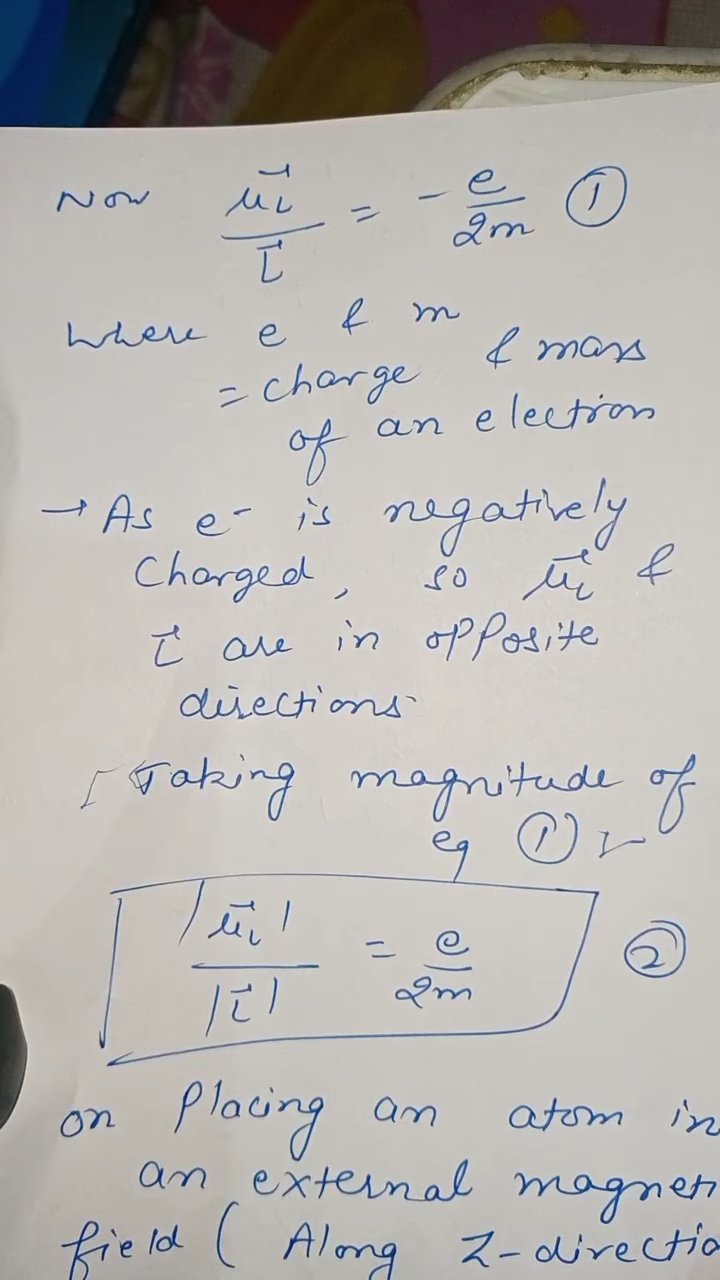 Now μ⃗ₗ / L⃗ = - e/2m ①
Where e & m
= charge & mass
of an electron
→ As e⁻ is negatively
Charged, so μ⃗ₗ &
L⃗ are in opposite
directions.
[Taking magnitude of
eq ①]
|μ⃗ₗ| / |L⃗| = e/2m ②
on Placing an atom in
an external magneti
field ( Along Z-directio